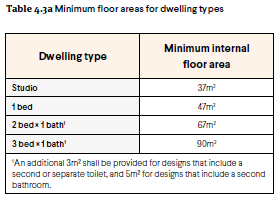 Table 4.3a Minimum floor areas for dwelling types
Dwelling type Minimum internal floor area
Studio 37m²
1 bed 47m²
2 bed × 1 bath¹ 67m²
3 bed × 1 bath¹ 90m²
¹An additional 3m² shall be provided for designs that include a
second or separate toilet, and 5m² for designs that include a second
bathroom.